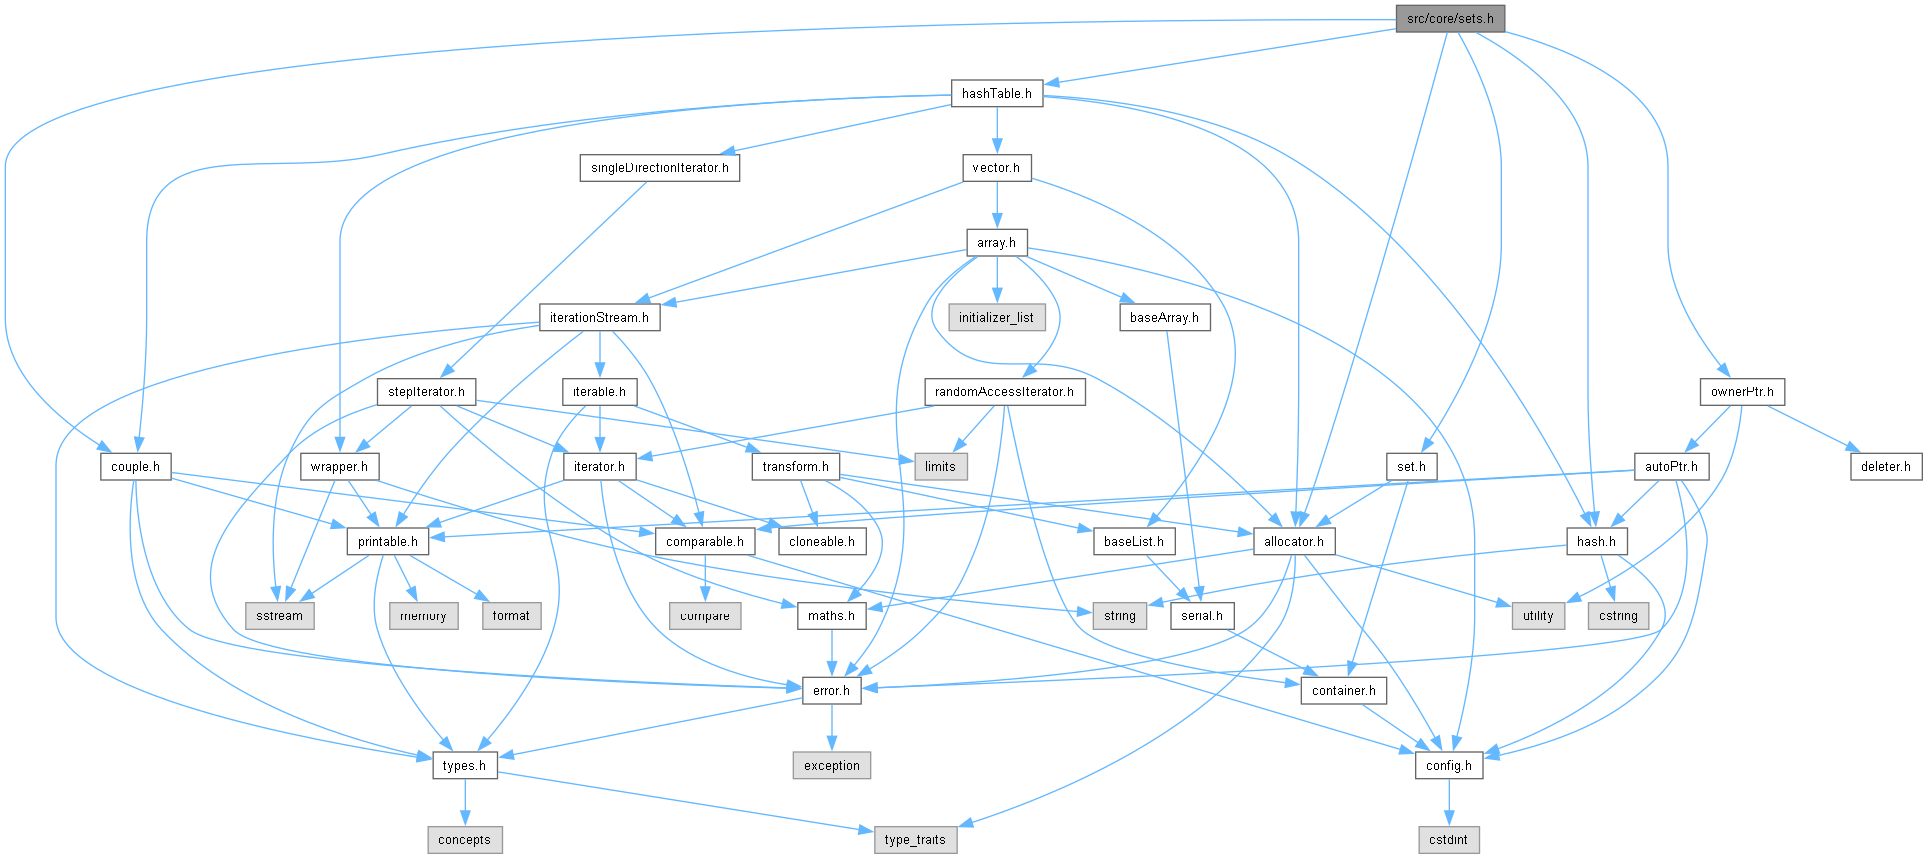 src/core/sets.h
hashTable.h
singleDirectionIterator.h
vector.h
array.h
iterationStream.h
initializer_list
baseArray.h
stepIterator.h
iterable.h
randomAccessIterator.h
ownerPtr.h
couple.h
wrapper.h
iterator.h
transform.h
limits
set.h
autoPtr.h
deleter.h
printable.h
comparable.h
cloneable.h
baseList.h
allocator.h
hash.h
sstream
memory
format
compare
maths.h
string
serial.h
utility
cstring
error.h
container.h
types.h
exception
config.h
concepts
type_traits
cstdint